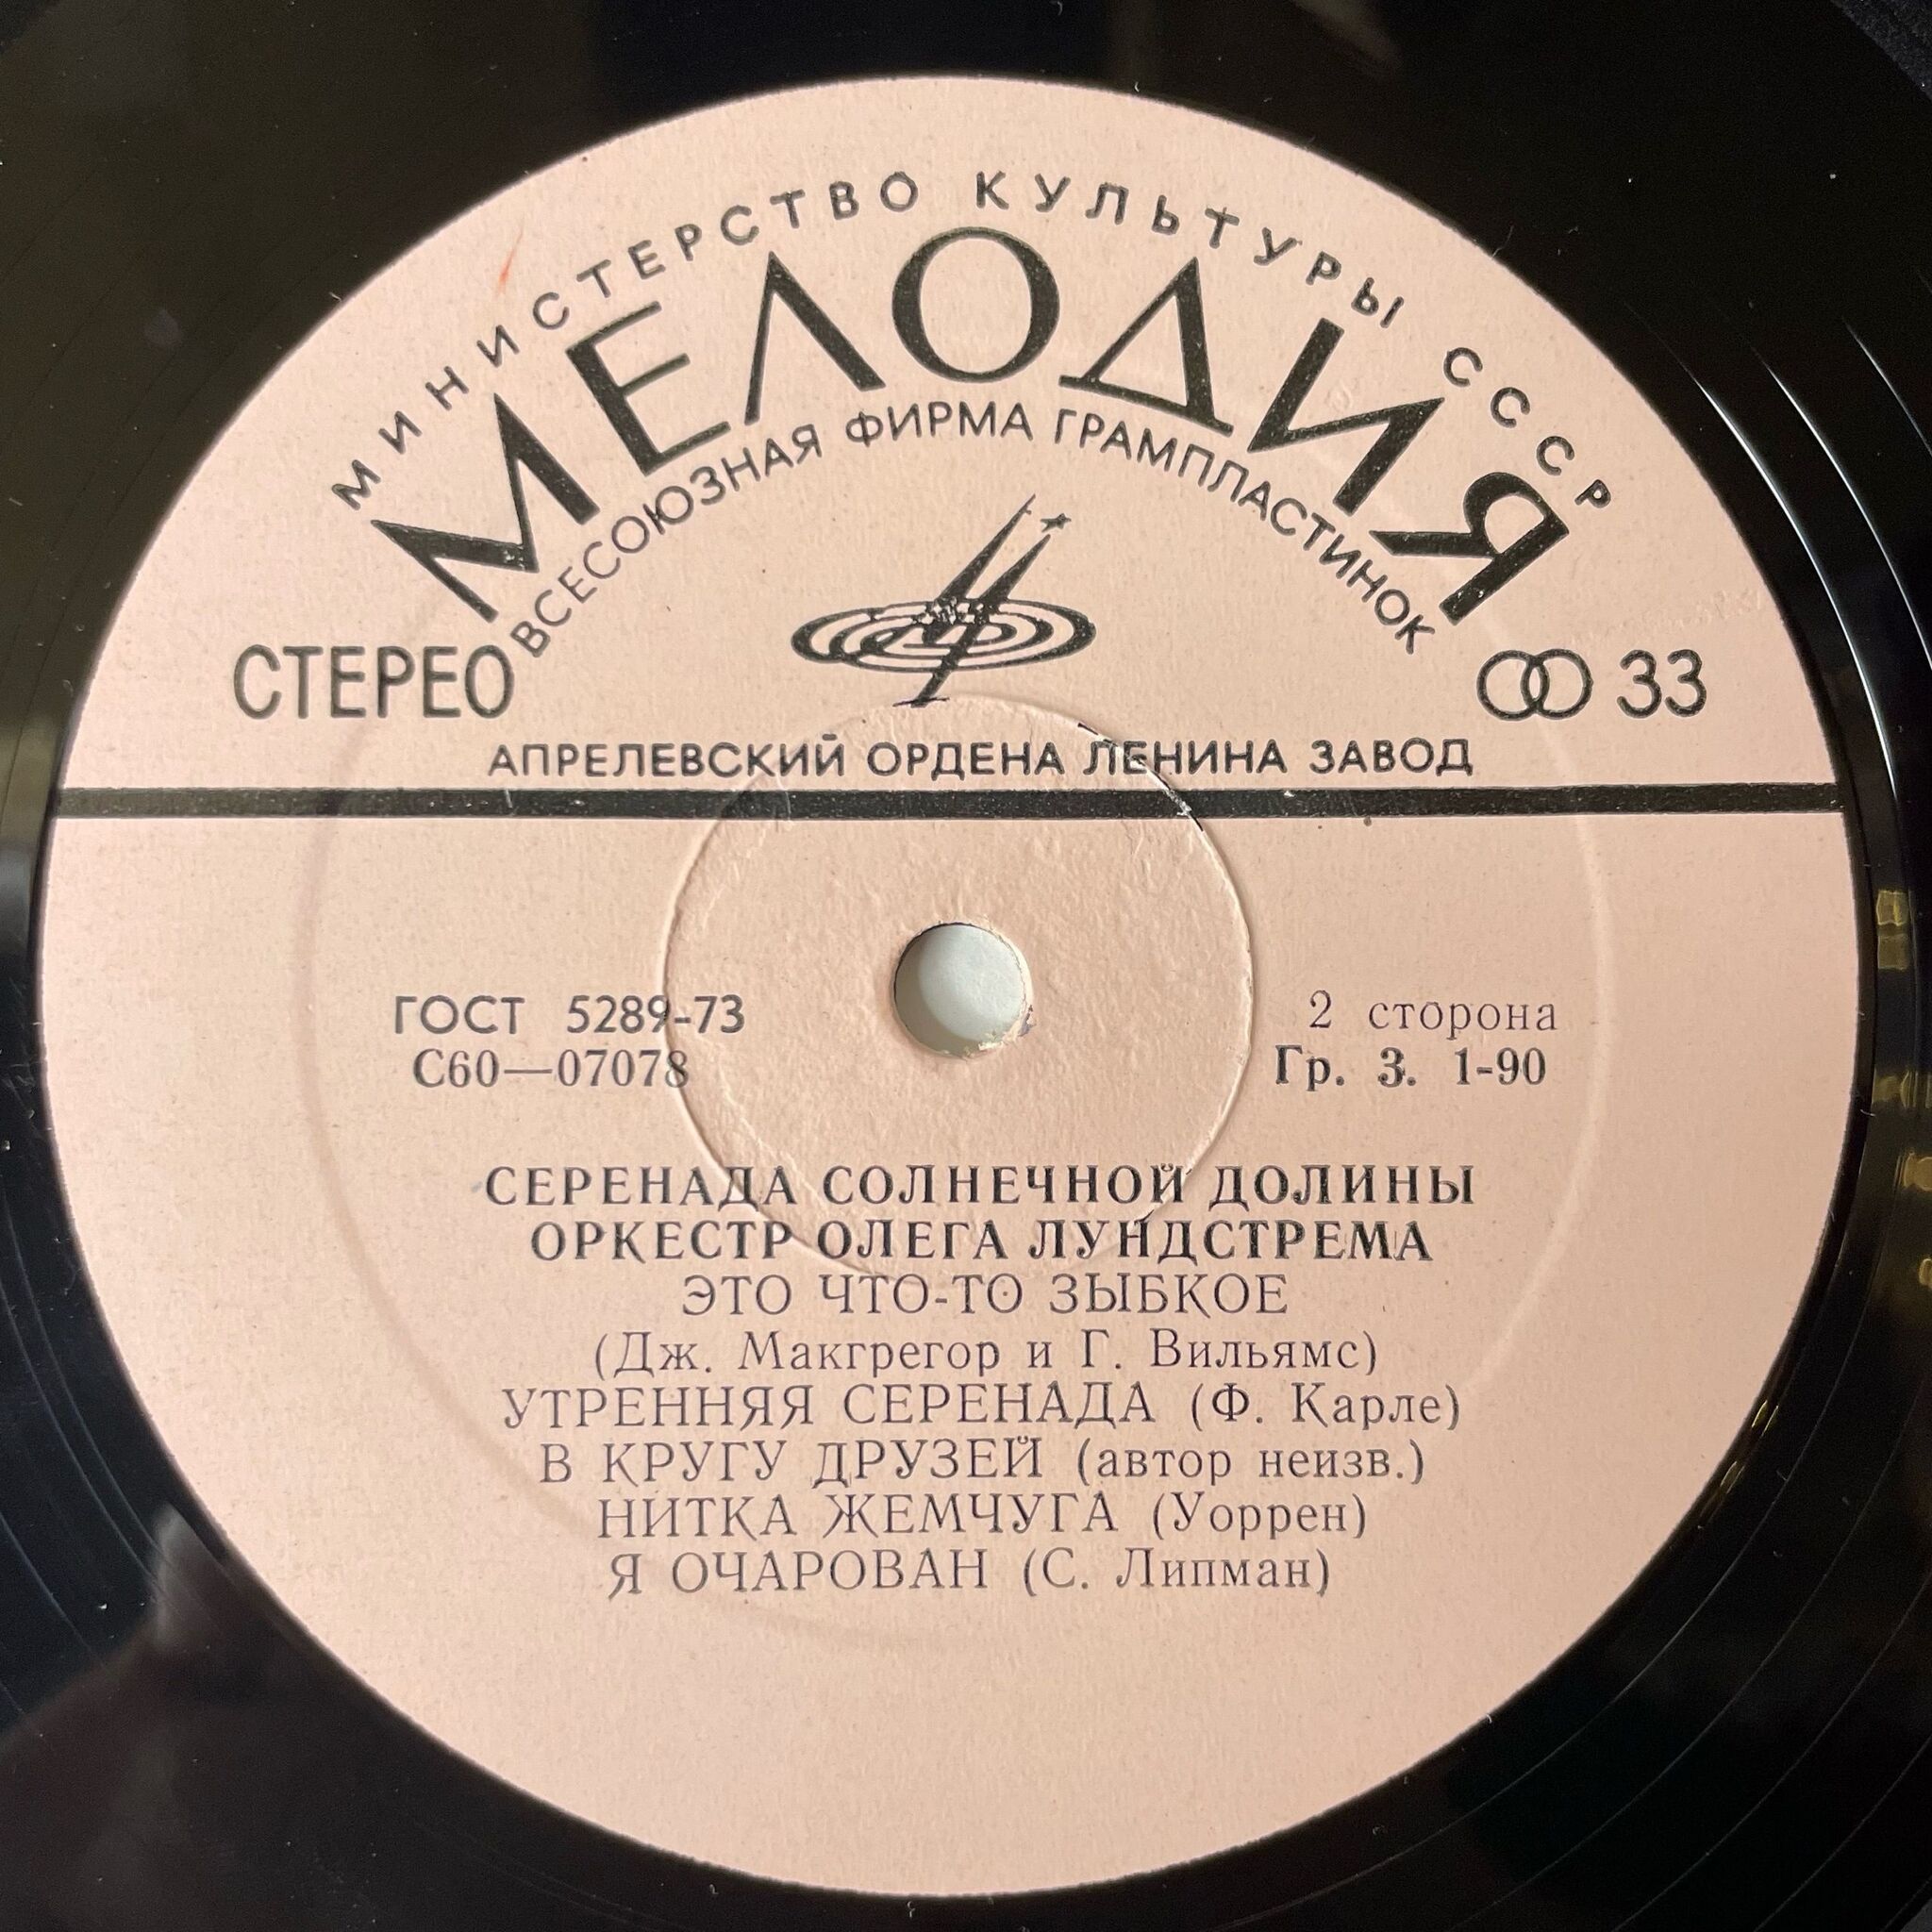 МИНИСТЕРСТВО КУЛЬТУРЫ СССР
МЕЛОДИЯ
ВСЕСОЮЗНАЯ ФИРМА ГРАМПЛАСТИНОК
СТЕРЕО 33
АПРЕЛЕВСКИЙ ОРДЕНА ЛЕНИНА ЗАВОД
ГОСТ 5289-73 2 сторона
С60—07078 Гр. 3. 1-90
СЕРЕНАДА СОЛНЕЧНОЙ ДОЛИНЫ
ОРКЕСТР ОЛЕГА ЛУНДСТРЕМА
ЭТО ЧТО-ТО ЗЫБКОЕ
(Дж. Макгрегор и Г. Вильямс)
УТРЕННЯЯ СЕРЕНАДА (Ф. Карле)
В КРУГУ ДРУЗЕЙ (автор неизв.)
НИТКА ЖЕМЧУГА (Уоррен)
Я ОЧАРОВАН (С. Липман)